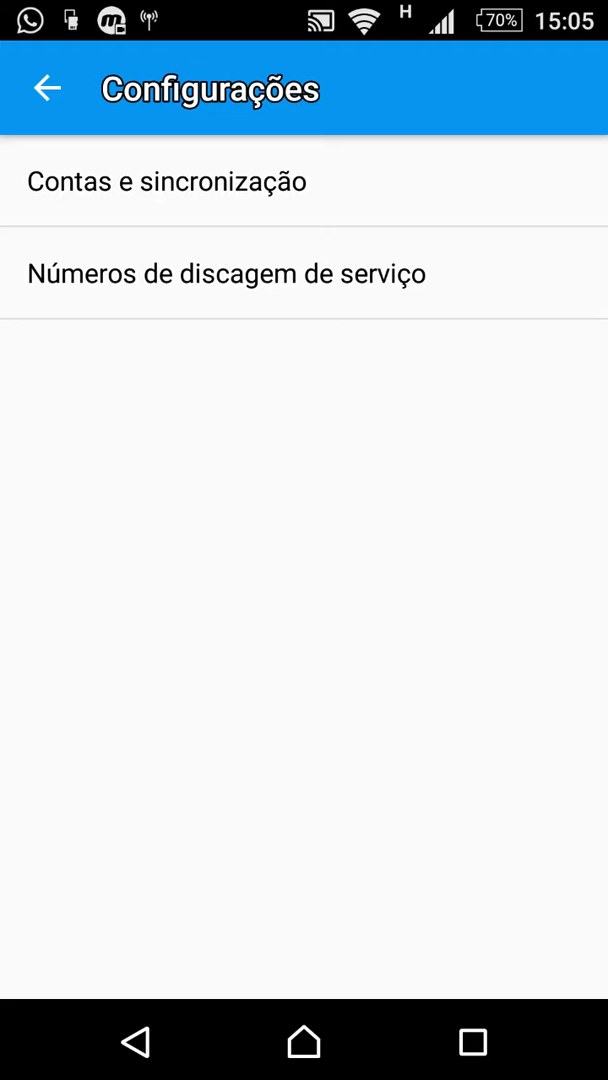 H 70% 15:05
Configurações
Contas e sincronização
Números de discagem de serviço